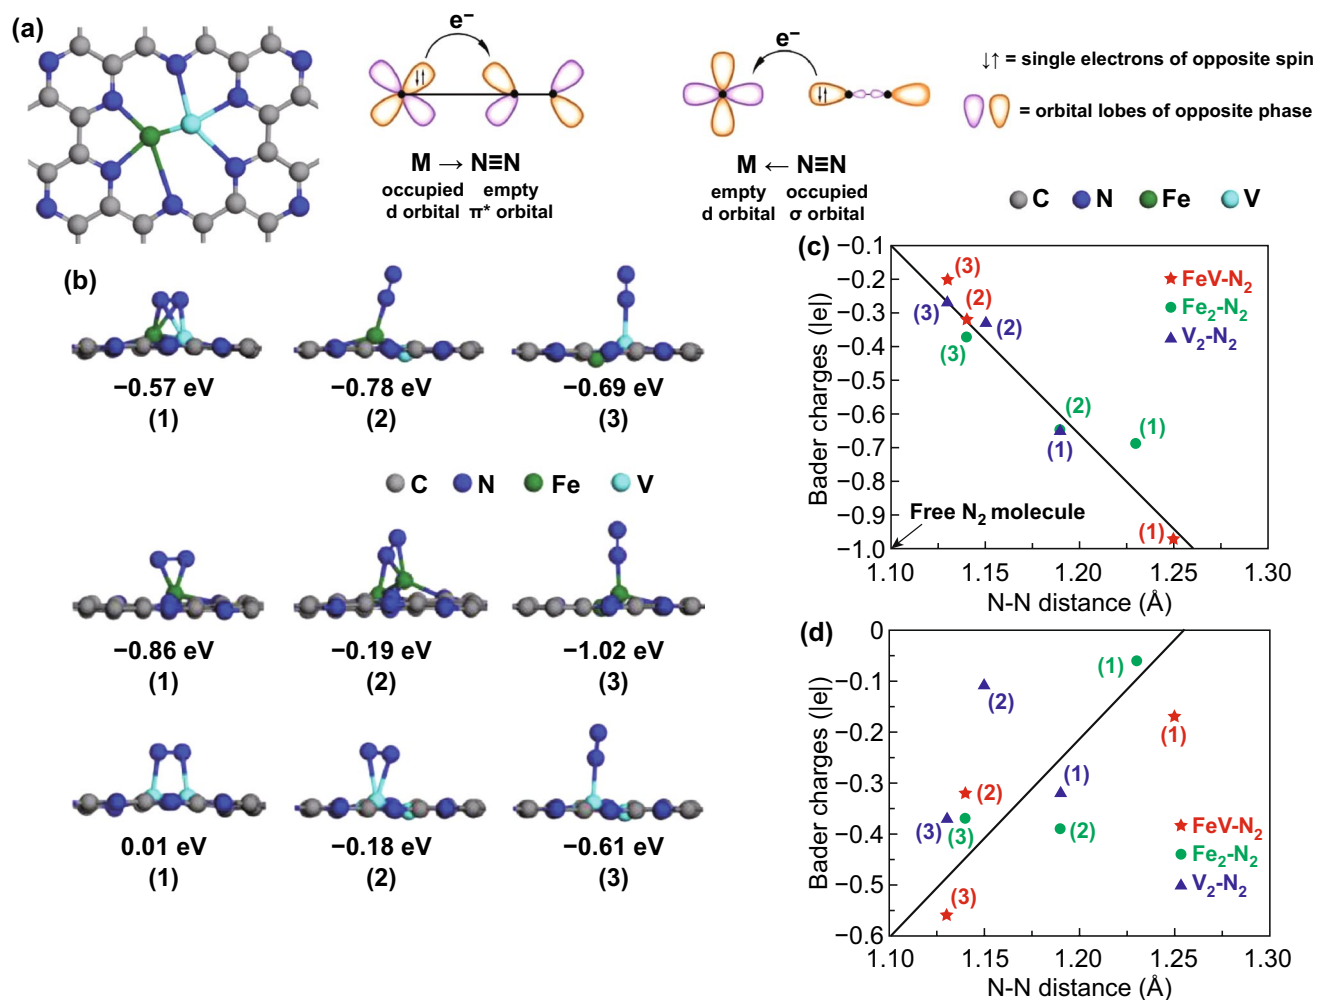 (a)
e⁻
M → N≡N
occupied empty
d orbital π* orbital
e⁻
M ← N≡N
empty occupied
d orbital σ orbital
↓↑ = single electrons of opposite spin
= orbital lobes of opposite phase
C N Fe V
(b)
−0.57 eV −0.78 eV −0.69 eV
(1) (2) (3)
C N Fe V
−0.86 eV −0.19 eV −1.02 eV
(1) (2) (3)
0.01 eV −0.18 eV −0.61 eV
(1) (2) (3)
(c)
Bader charges (|e|)
−0.1
−0.2
−0.3
−0.4
−0.5
−0.6
−0.7
−0.8
−0.9
−1.0
(3)
(2)
(3)
(2)
(3)
(2)
(1)
(1)
(1)
FeV-N₂
Fe₂-N₂
V₂-N₂
Free N₂ molecule
1.10 1.15 1.20 1.25 1.30
N-N distance (Å)
(d)
Bader charges (|e|)
0
−0.1
−0.2
−0.3
−0.4
−0.5
−0.6
(1)
(2)
(1)
(1)
(2)
(3)
(3)
(2)
(3)
FeV-N₂
Fe₂-N₂
V₂-N₂
1.10 1.15 1.20 1.25 1.30
N-N distance (Å)